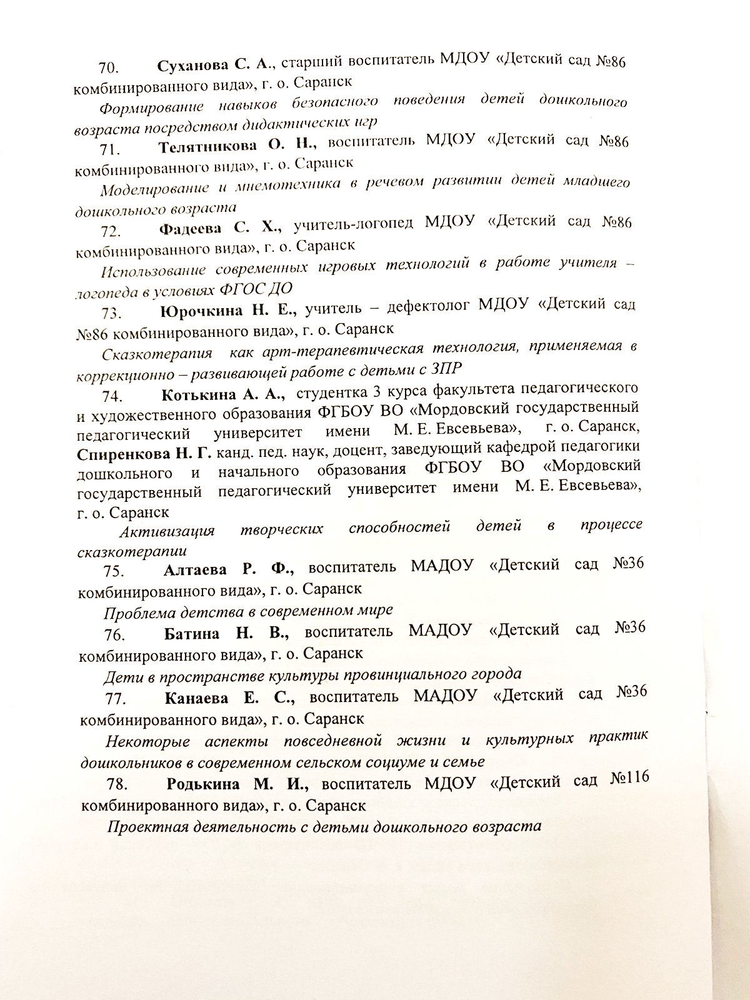 70. Суханова С. А., старший воспитатель МДОУ «Детский сад №86
комбинированного вида», г. о. Саранск
Формирование навыков безопасного поведения детей дошкольного
возраста посредством дидактических игр
71. Телятникова О. Н., воспитатель МДОУ «Детский сад №86
комбинированного вида», г. о. Саранск
Моделирование и мнемотехника в речевом развитии детей младшего
дошкольного возраста
72. Фадеева С. Х., учитель-логопед МДОУ «Детский сад №86
комбинированного вида», г. о. Саранск
Использование современных игровых технологий в работе учителя –
логопеда в условиях ФГОС ДО
73. Юрочкина Н. Е., учитель – дефектолог МДОУ «Детский сад
№86 комбинированного вида», г. о. Саранск
Сказкотерапия как арт-терапевтическая технология, применяемая в
коррекционно – развивающей работе с детьми с ЗПР
74. Котькина А. А., студентка 3 курса факультета педагогического
и художественного образования ФГБОУ ВО «Мордовский государственный
педагогический университет имени М. Е. Евсевьева», г. о. Саранск,
Спиренкова Н. Г. канд. пед. наук, доцент, заведующий кафедрой педагогики
дошкольного и начального образования ФГБОУ ВО «Мордовский
государственный педагогический университет имени М. Е. Евсевьева»,
г. о. Саранск
Активизация творческих способностей детей в процессе
сказкотерапии
75. Алтаева Р. Ф., воспитатель МАДОУ «Детский сад №36
комбинированного вида», г. о. Саранск
Проблема детства в современном мире
76. Батина Н. В., воспитатель МАДОУ «Детский сад №36
комбинированного вида», г. о. Саранск
Дети в пространстве культуры провинциального города
77. Канаева Е. С., воспитатель МАДОУ «Детский сад №36
комбинированного вида», г. о. Саранск
Некоторые аспекты повседневной жизни и культурных практик
дошкольников в современном сельском социуме и семье
78. Родькина М. И., воспитатель МДОУ «Детский сад №116
комбинированного вида», г. о. Саранск
Проектная деятельность с детьми дошкольного возраста